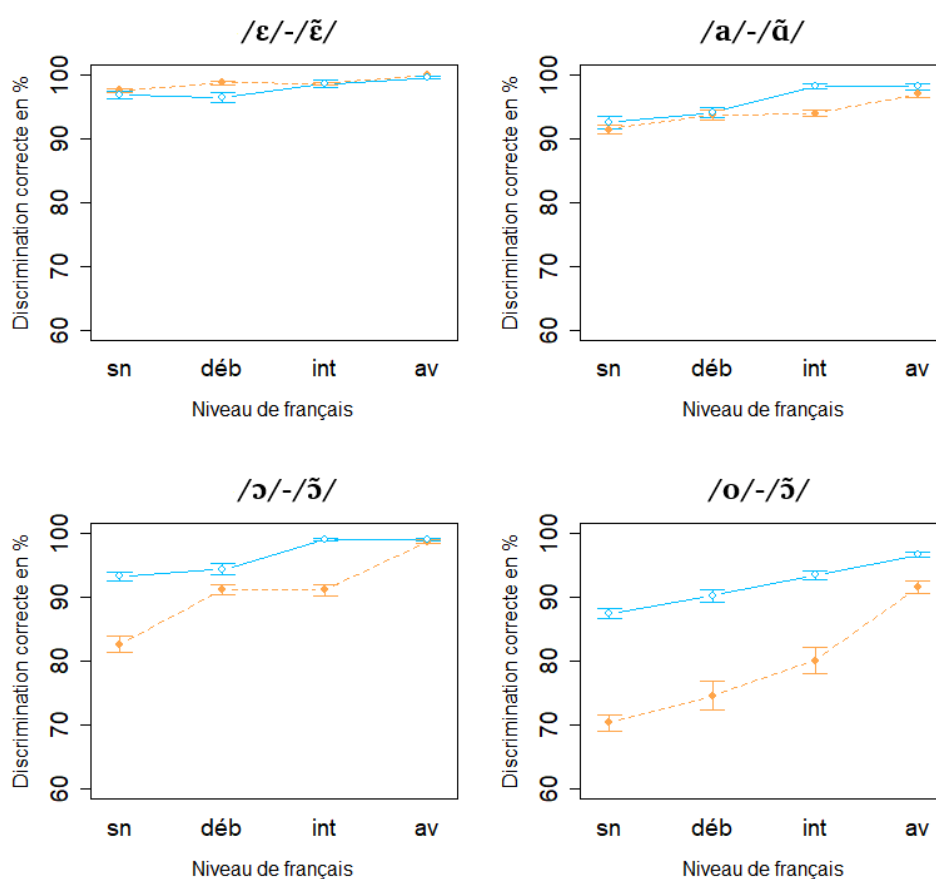 /ɛ/-/ɛ̃/
Discrimination correcte en %
100
90
80
70
60
sn déb int av
Niveau de français
/a/-/ɑ̃/
Discrimination correcte en %
100
90
80
70
60
sn déb int av
Niveau de français
/ɔ/-/ɔ̃/
Discrimination correcte en %
100
90
80
70
60
sn déb int av
Niveau de français
/o/-/ɔ̃/
Discrimination correcte en %
100
90
80
70
60
sn déb int av
Niveau de français